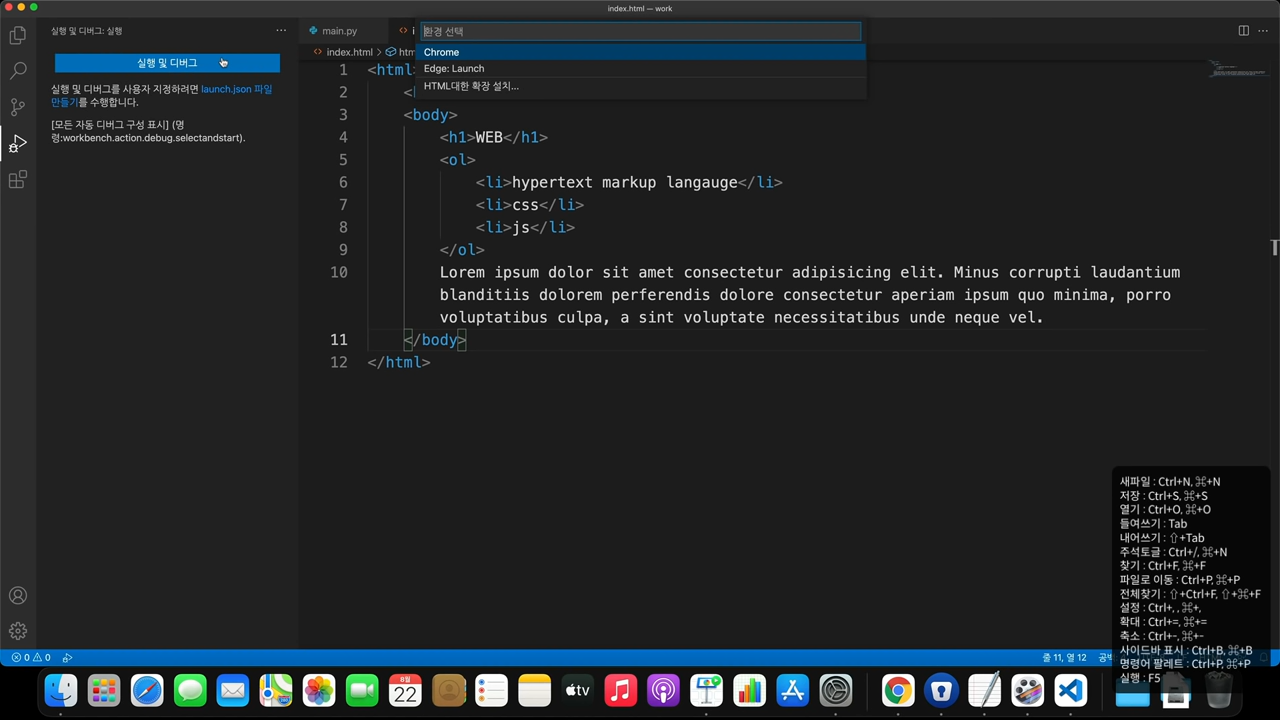 index.html — work
실행 및 디버그: 실행
실행 및 디버그
실행 및 디버그를 사용자 지정하려면 launch.json 파일
만들기를 수행합니다.
[모든 자동 디버그 구성 표시] (명
령:workbench.action.debug.selectandstart).
main.py
환경 선택
Chrome
Edge: Launch
HTML대한 확장 설치...
index.html
1 <html
2 <
3 <body>
4 <h1>WEB</h1>
5 <ol>
6 <li>hypertext markup langauge</li>
7 <li>css</li>
8 <li>js</li>
9 </ol>
10 Lorem ipsum dolor sit amet consectetur adipisicing elit. Minus corrupti laudantium
blanditiis dolorem perferendis dolore consectetur aperiam ipsum quo minima, porro
voluptatibus culpa, a sint voluptate necessitatibus unde neque vel.
11 </body>
12 </html>
새파일 : Ctrl+N, ⌘+N
저장 : Ctrl+S, ⌘+S
열기 : Ctrl+O, ⌘+O
들여쓰기 : Tab
내어쓰기 : ⇧+Tab
주석토글 : Ctrl+/, ⌘+N
찾기 : Ctrl+F, ⌘+F
파일로 이동 : Ctrl+P, ⌘+P
전체찾기 : ⇧+Ctrl+F, ⇧+⌘+F
설정 : Ctrl+, , ⌘+,
확대 : Ctrl+=, ⌘+=
축소 : Ctrl+-, ⌘+-
사이드바 표시 : Ctrl+B, ⌘+B
명령어 팔레트 : Ctrl+P, ⌘+P
실행 : F5
0 0
줄 11, 열 12
8월
22
tv